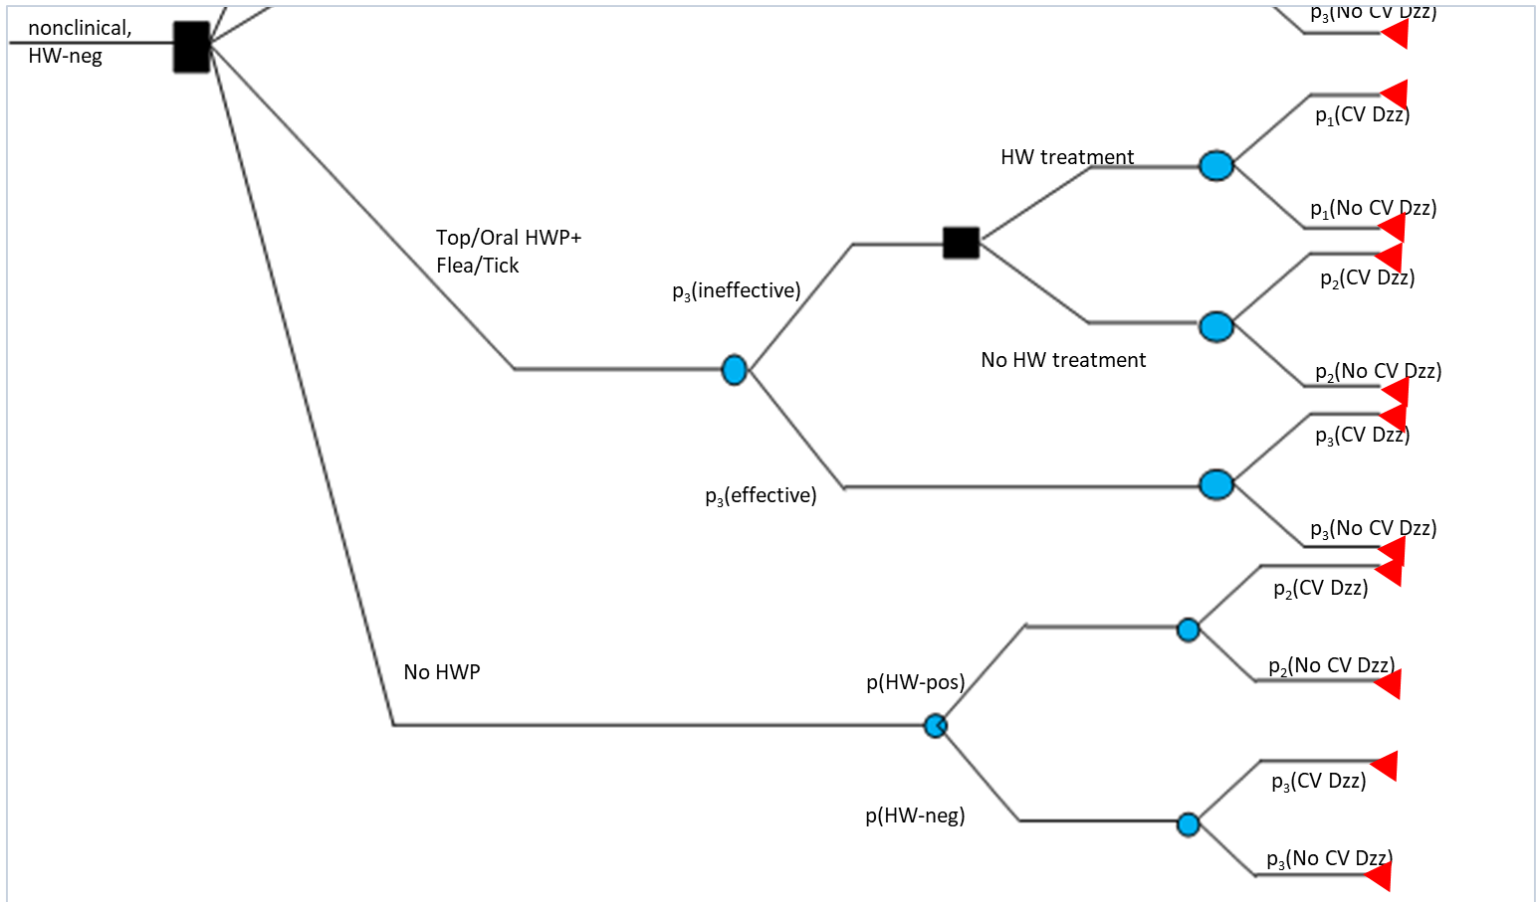 p₃(No CV Dzz)
nonclinical,
HW-neg
p₁(CV Dzz)
HW treatment
p₁(No CV Dzz)
Top/Oral HWP+
Flea/Tick
p₂(CV Dzz)
p₃(ineffective)
No HW treatment
p₂(No CV Dzz)
p₃(CV Dzz)
p₃(effective)
p₃(No CV Dzz)
p₂(CV Dzz)
No HWP
p₂(No CV Dzz)
p(HW-pos)
p₃(CV Dzz)
p(HW-neg)
p₃(No CV Dzz)